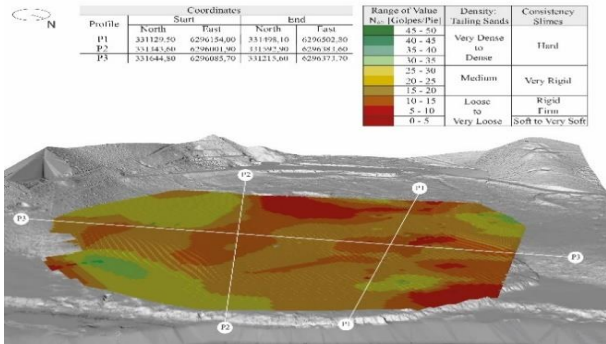 N
Coordinates
Profile Start End
North East North East
P1 331129,50 6296154,00 331498,10 6296502,80
P2 331343,60 6296001,90 331592,90 6296383,60
P3 331644,80 6296085,70 331215,60 6296373,70
Range of Value [Golpes/Pie]
Density: Tailing Sands
Consistency Slimes
45 - 50
40 - 45
35 - 40
30 - 35
25 - 30
20 - 25
15 - 20
10 - 15
5 - 10
0 - 5
Very Dense to Dense
Medium
Loose to Very Loose
Hard
Very Rigid
Rigid
Firm
Soft to Very Soft
P2
P1
P3
P3
P2